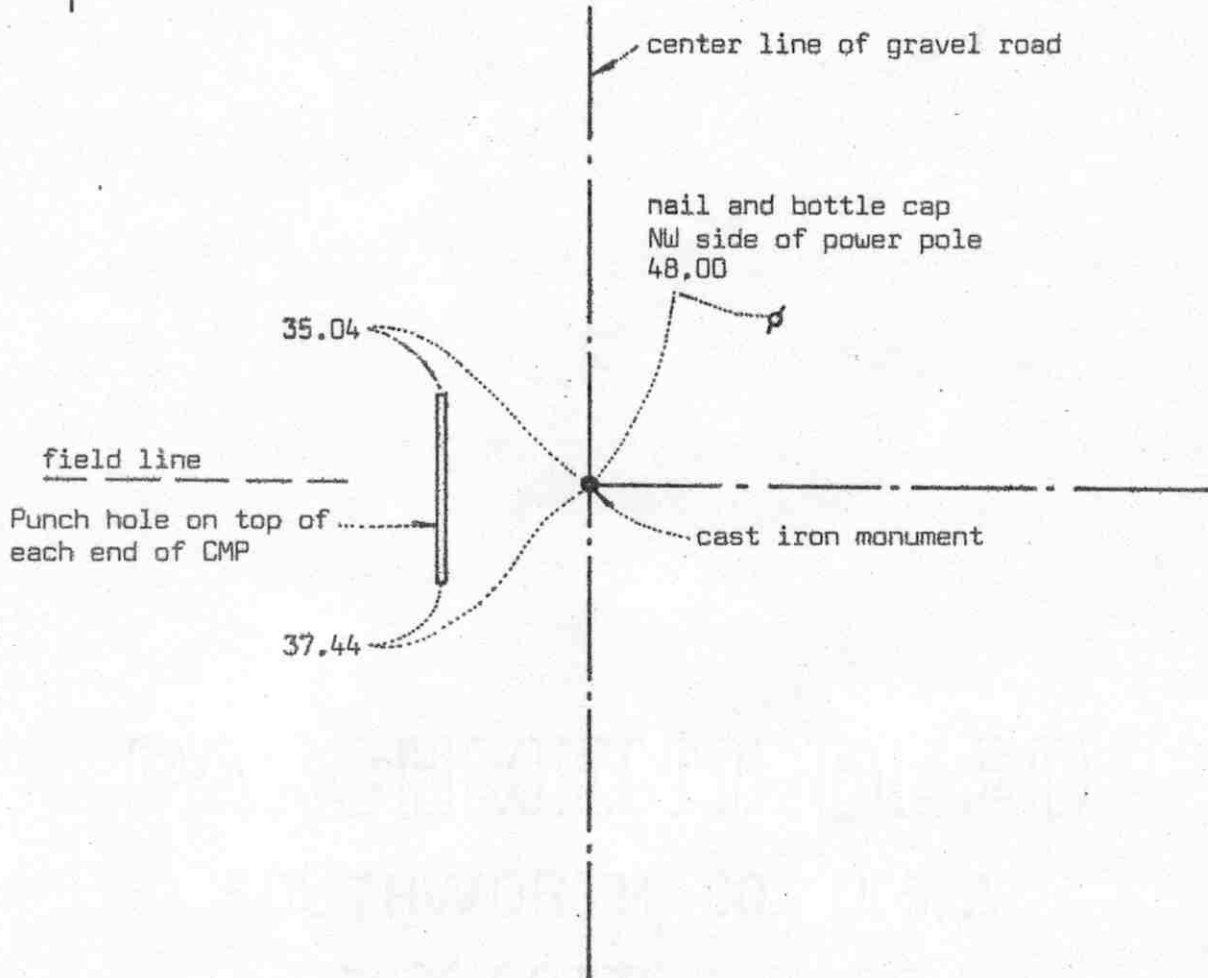 center line of gravel road
nail and bottle cap
NW side of power pole
48.00
35.04
field line
Punch hole on top of
each end of CMP
cast iron monument
37.44